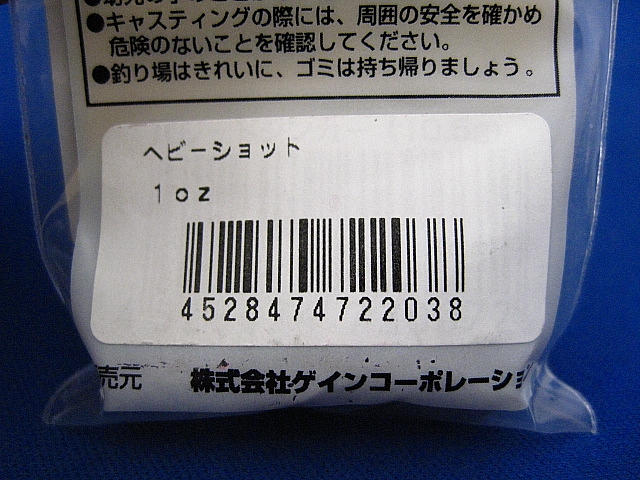 ●キャスティングの際には、周囲の安全を確かめ
危険のないことを確認してください。
●釣り場はきれいに、ゴミは持ち帰りましょう。
ヘビーショット
1oz
4528474722038
売元 株式会社ゲインコーポレーショ